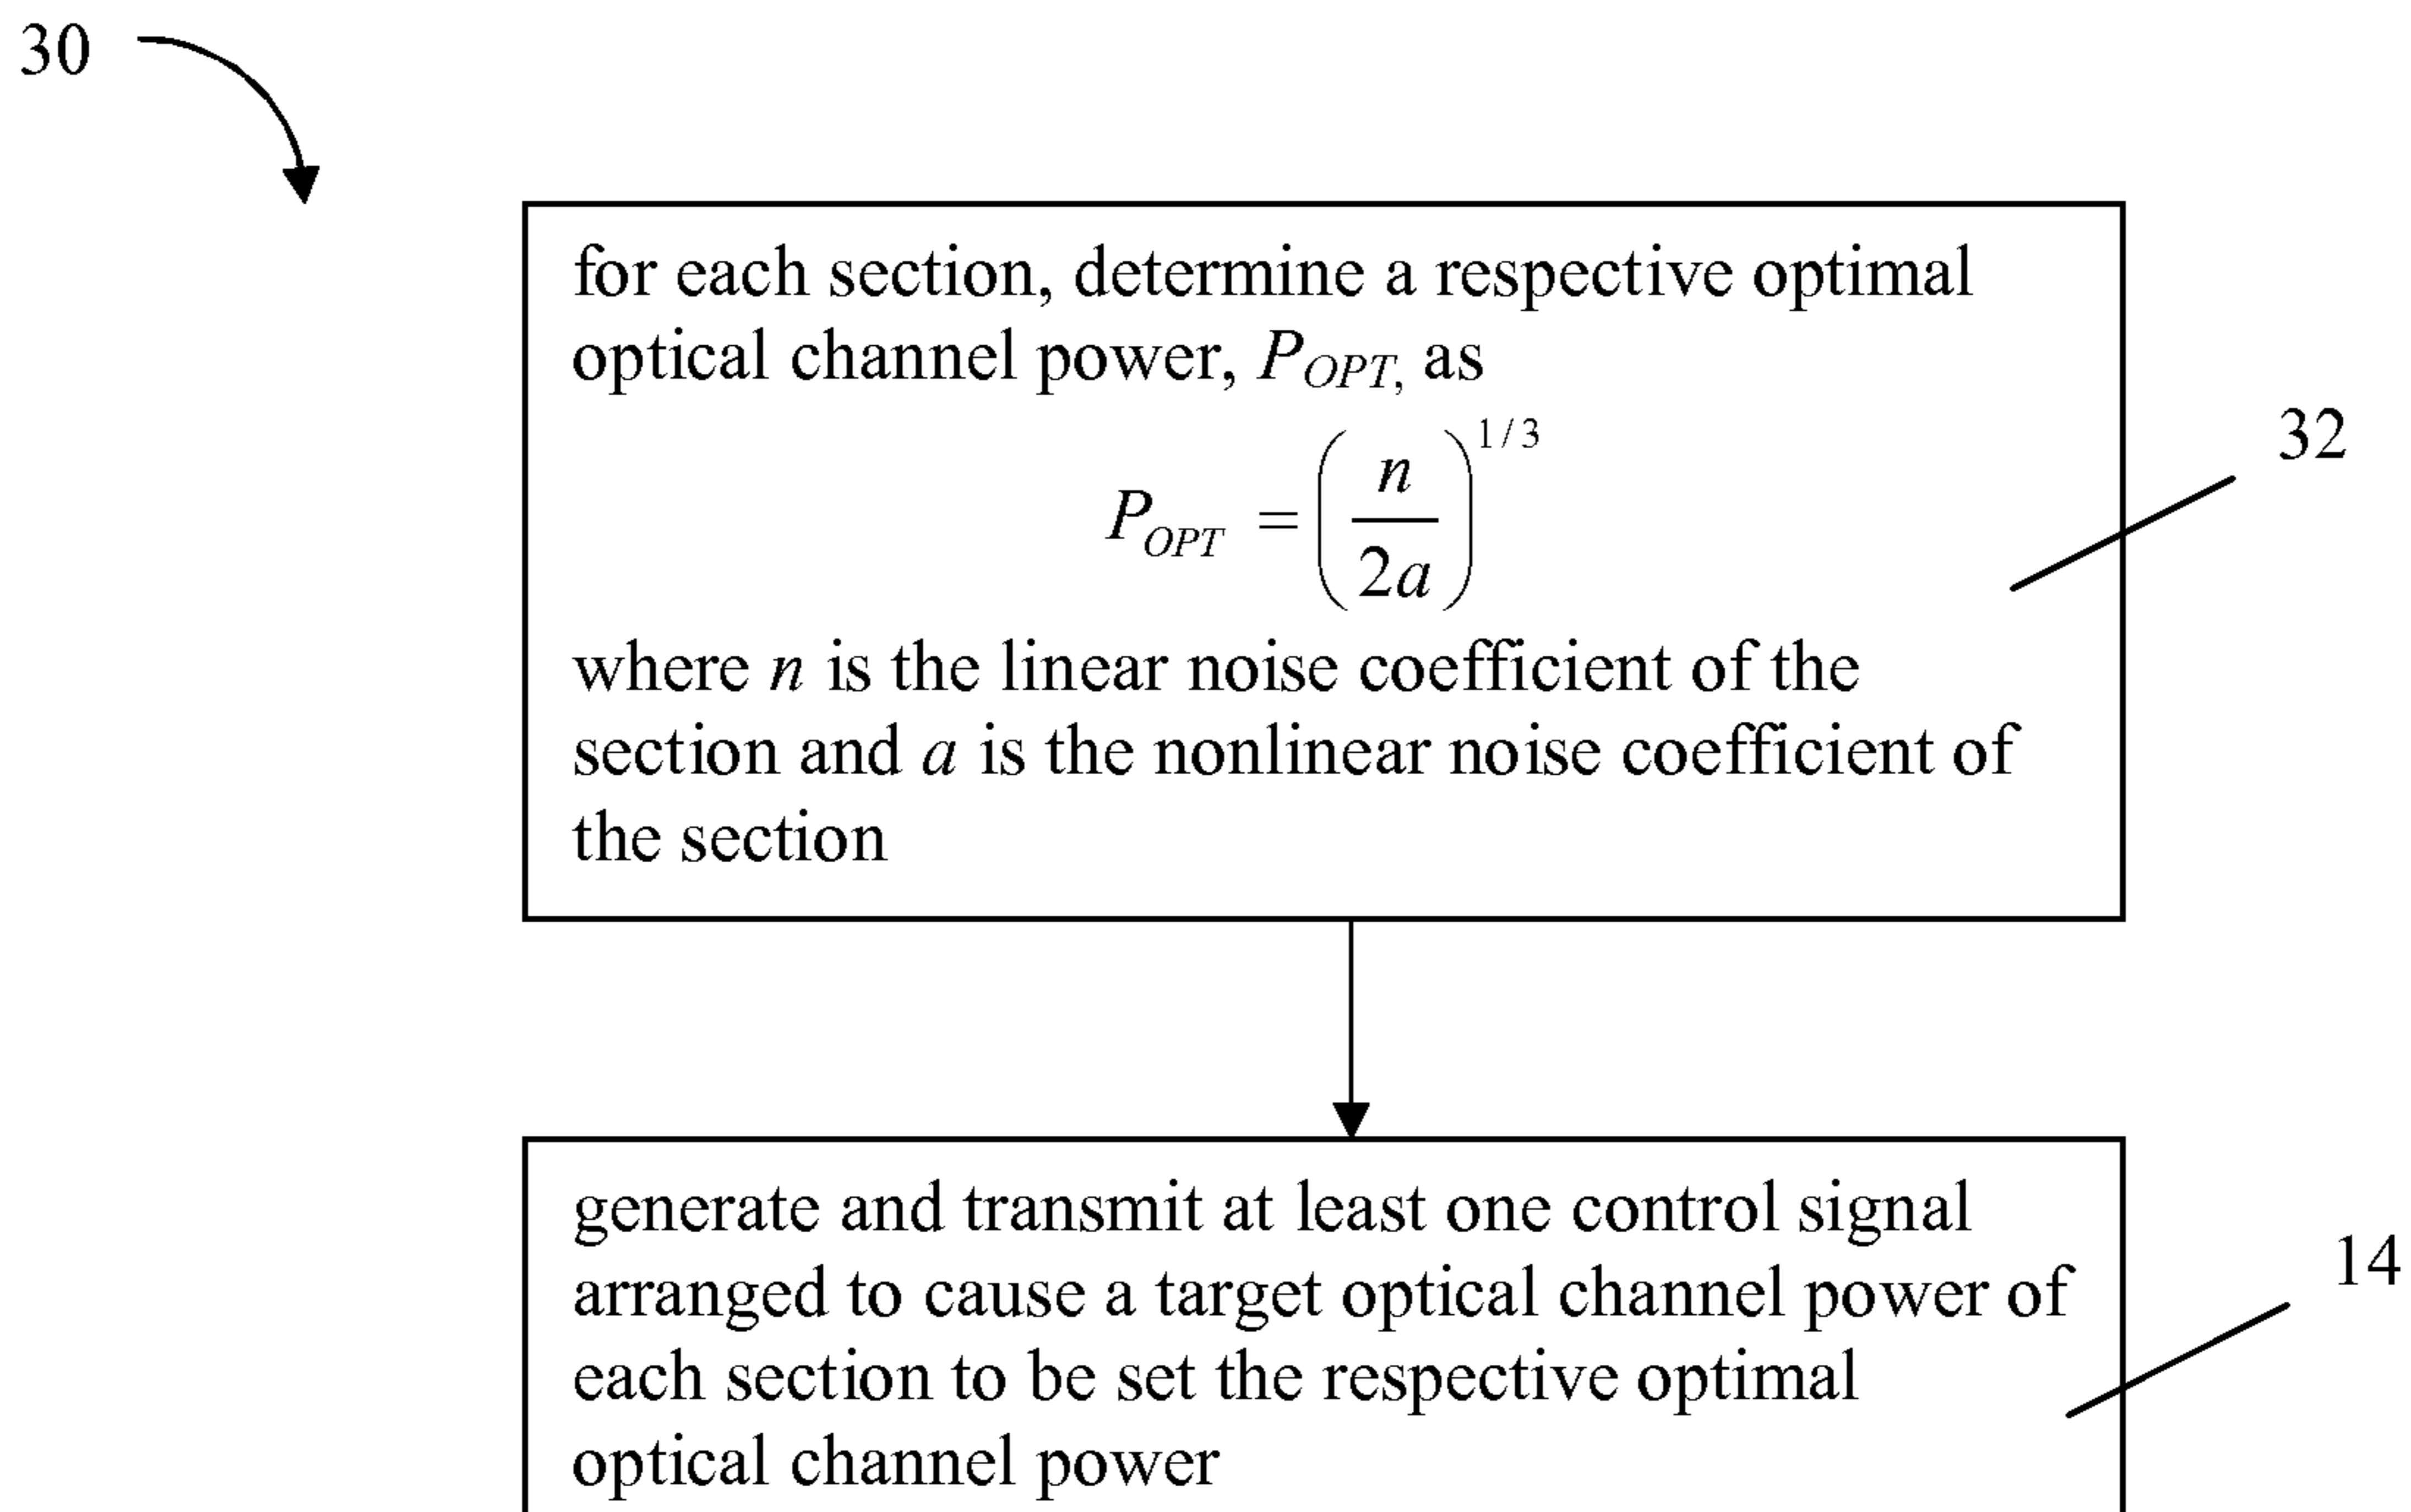 30
for each section, determine a respective optimal
optical channel power, P_OPT, as
P_OPT = (n/2a)^1/3
32
where n is the linear noise coefficient of the
section and a is the nonlinear noise coefficient of
the section
generate and transmit at least one control signal
14
arranged to cause a target optical channel power of
each section to be set the respective optimal
optical channel power